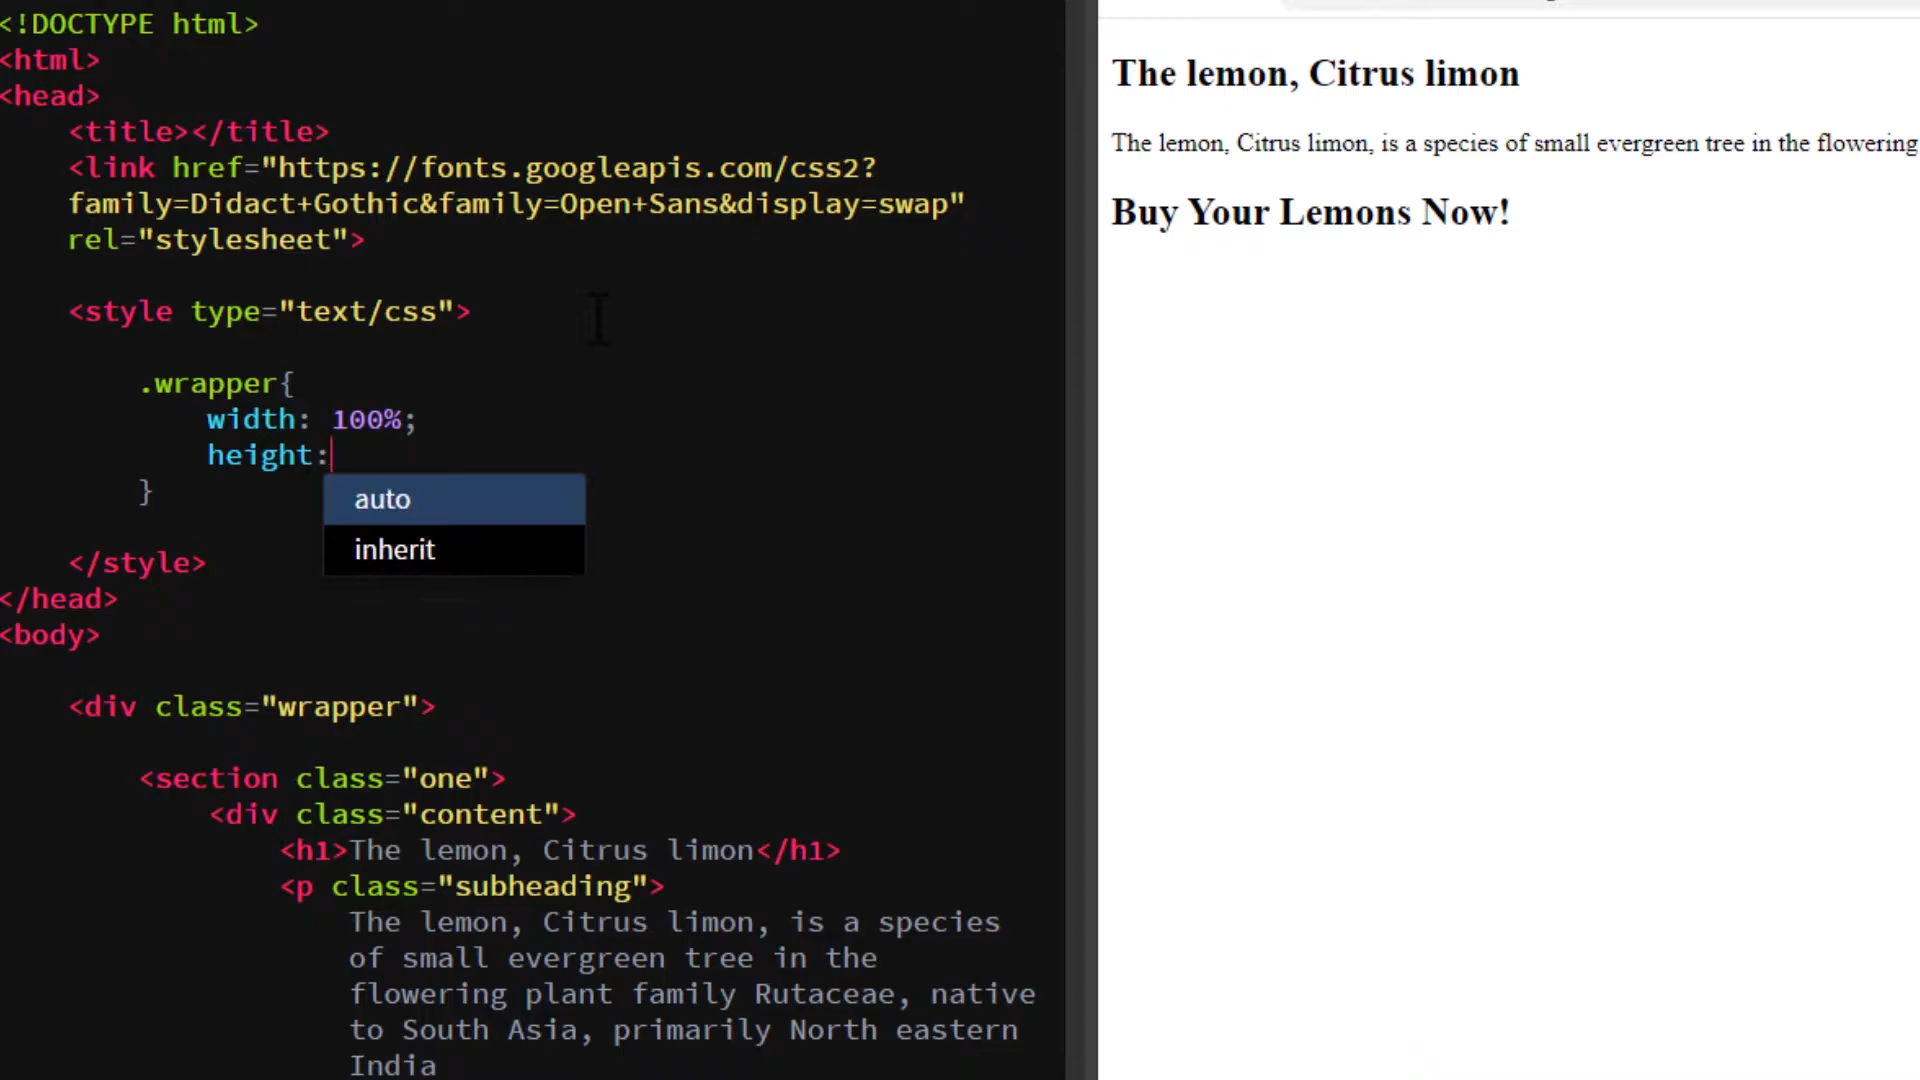 <!DOCTYPE html>
<html>
<head>
<title></title>
<link href="https://fonts.googleapis.com/css2?
family=Didact+Gothic&family=Open+Sans&display=swap"
rel="stylesheet">
<style type="text/css">
.wrapper{
width: 100%;
height:
auto
inherit
}
</style>
</head>
<body>
<div class="wrapper">
<section class="one">
<div class="content">
<h1>The lemon, Citrus limon</h1>
<p class="subheading">
The lemon, Citrus limon, is a species
of small evergreen tree in the
flowering plant family Rutaceae, native
to South Asia, primarily North eastern
India
The lemon, Citrus limon
The lemon, Citrus limon, is a species of small evergreen tree in the flowering
Buy Your Lemons Now!